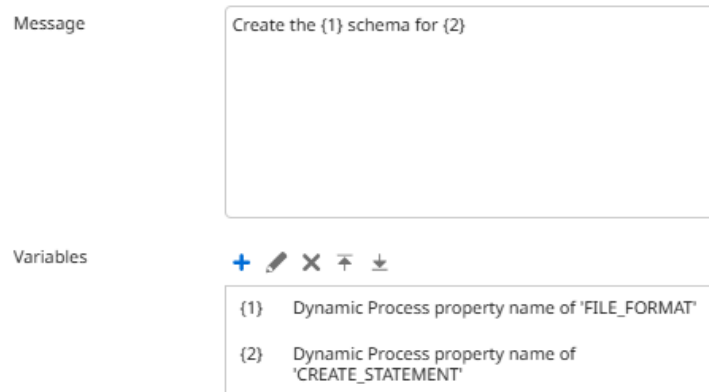 Message
Create the {1} schema for {2}
Variables
{1} Dynamic Process property name of 'FILE_FORMAT'
{2} Dynamic Process property name of
'CREATE_STATEMENT'